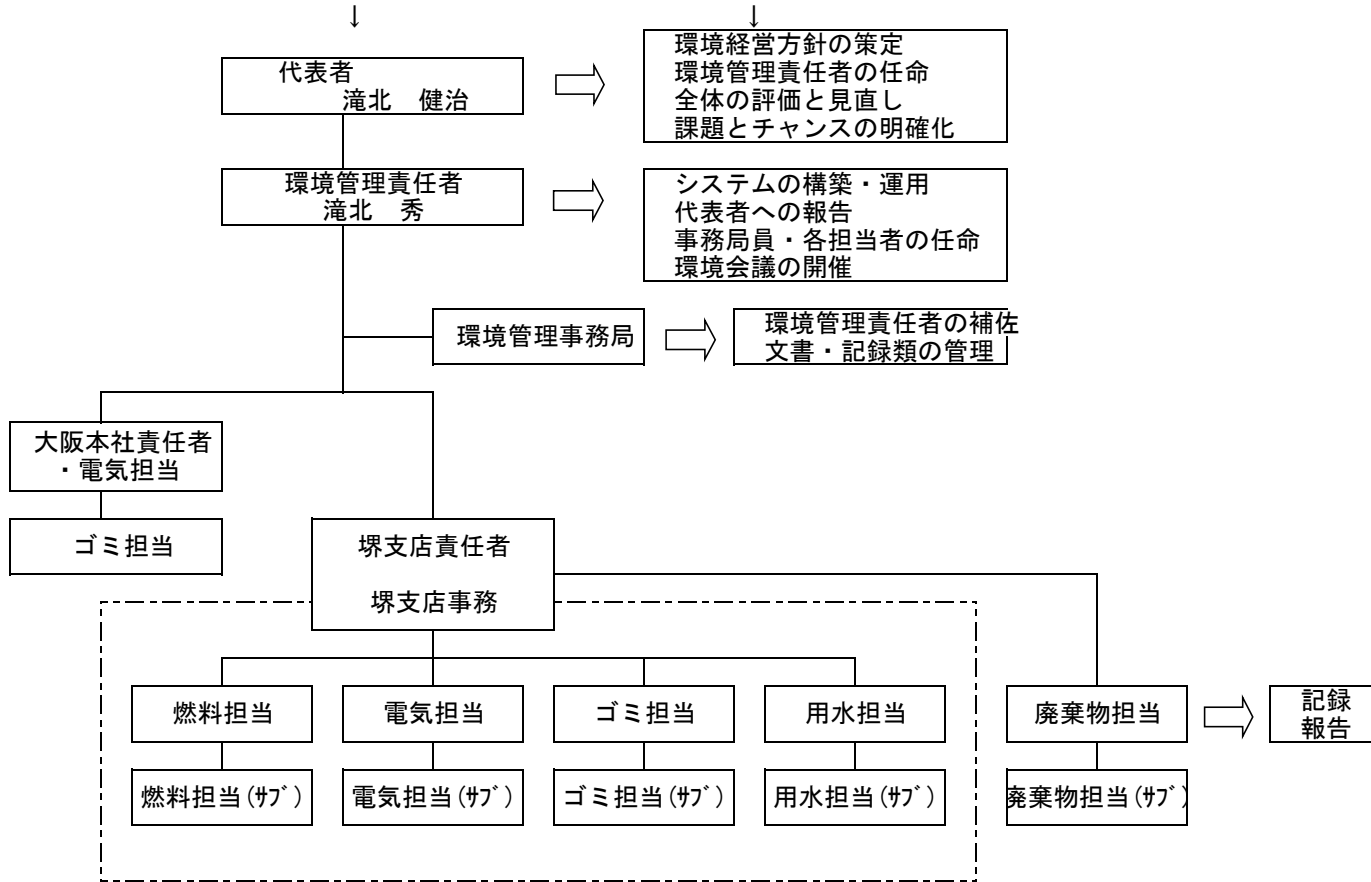 ↓ ↓
代表者
滝北 健治
環境経営方針の策定
環境管理責任者の任命
全体の評価と見直し
課題とチャンスの明確化
環境管理責任者
滝北 秀
システムの構築・運用
代表者への報告
事務局員・各担当者の任命
環境会議の開催
環境管理事務局
環境管理責任者の補佐
文書・記録類の管理
大阪本社責任者
・電気担当
ゴミ担当
堺支店責任者
堺支店事務
燃料担当
電気担当
ゴミ担当
用水担当
廃棄物担当
記録
報告
燃料担当(ｻﾌﾞ)
電気担当(ｻﾌﾞ)
ゴミ担当(ｻﾌﾞ)
用水担当(ｻﾌﾞ)
廃棄物担当(ｻﾌﾞ)